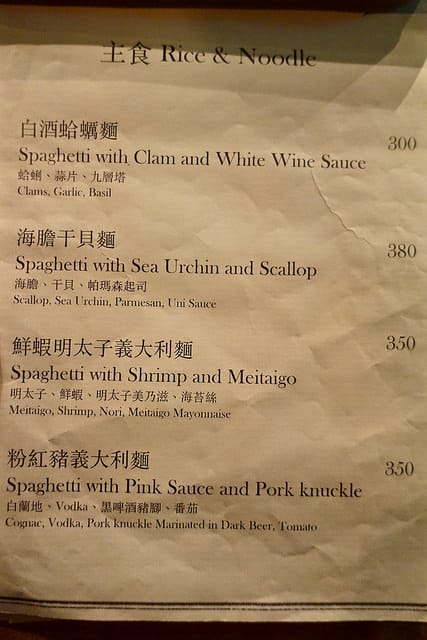 主食 Rice & Noodle
白酒蛤蠣麵
Spaghetti with Clam and White Wine Sauce 300
蛤蜊、蒜片、九層塔
Clams, Garlic, Basil
海膽干貝麵
Spaghetti with Sea Urchin and Scallop 380
海膽、干貝、帕瑪森起司
Scallop, Sea Urchin, Parmesan, Uni Sauce
鮮蝦明太子義大利麵 350
Spaghetti with Shrimp and Meitaigo
明太子、鮮蝦、明太子美乃滋、海苔絲
Meitaigo, Shrimp, Nori, Meitaigo Mayonnaise
粉紅豬義大利麵 350
Spaghetti with Pink Sauce and Pork knuckle
白蘭地、Vodka、黑啤酒豬腳、番茄
Cognac, Vodka, Pork knuckle Marinated in Dark Beer, Tomato